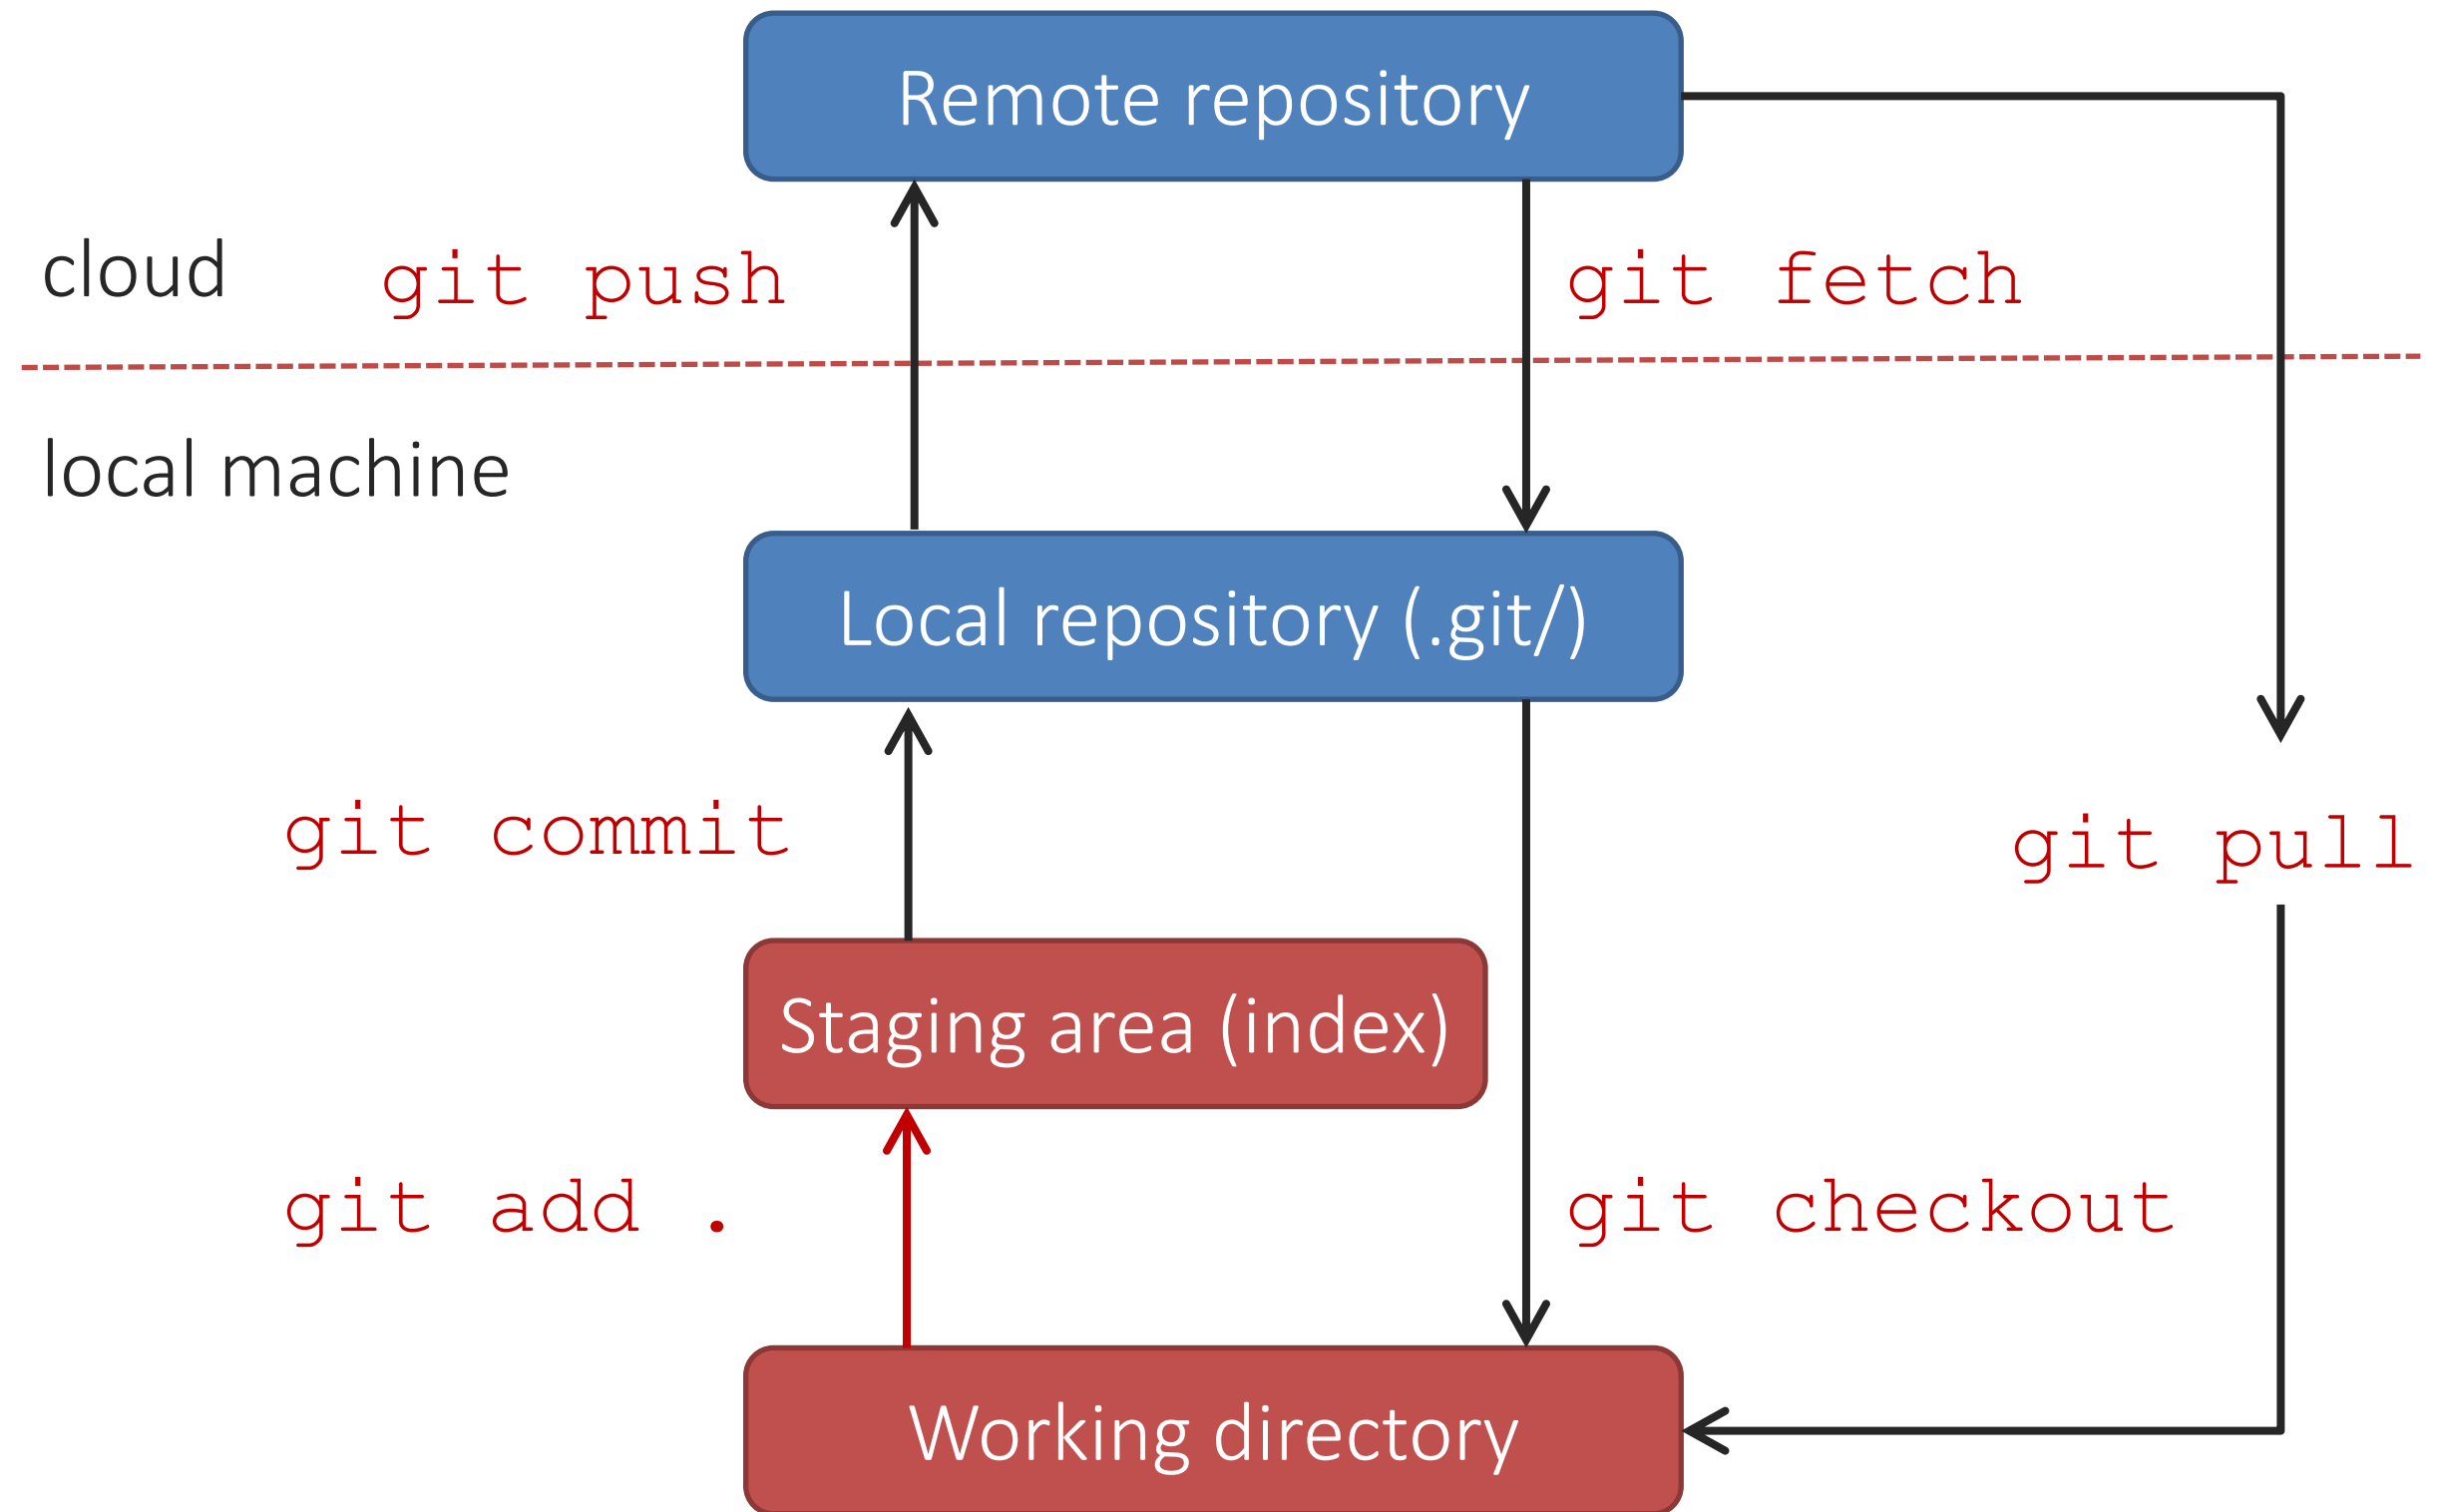 Remote repository
cloud
git push
git fetch
local machine
Local repository (.git/)
git commit
git pull
Staging area (index)
git add .
git checkout
Working directory